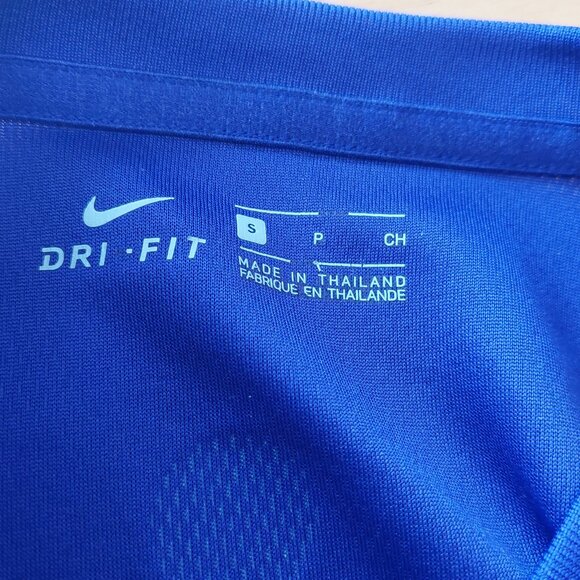 DRI-FIT
S P CH
MADE IN THAILAND
FABRIQUE EN THAILANDE